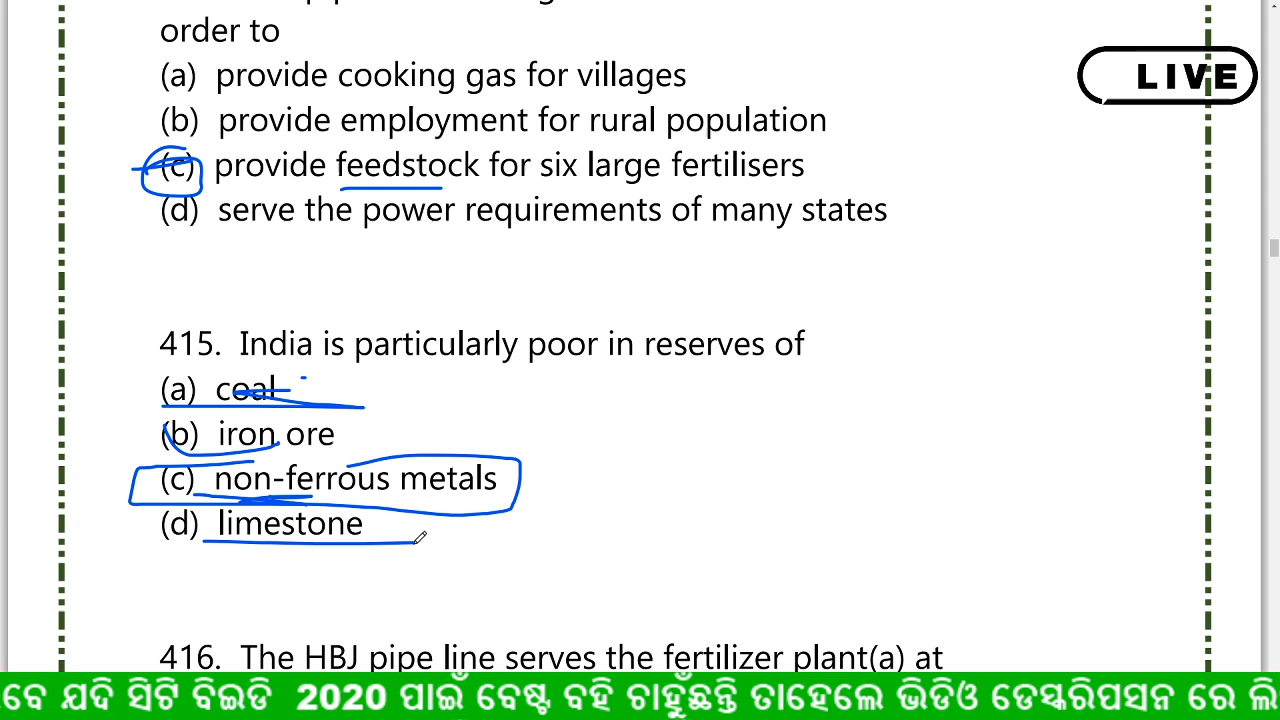 order to
(a) provide cooking gas for villages
(b) provide employment for rural population
(c) provide feedstock for six large fertilisers
(d) serve the power requirements of many states
LIVE
415. India is particularly poor in reserves of
(a) coal
(b) iron ore
(c) non-ferrous metals
(d) limestone
416. The HBJ pipe line serves the fertilizer plant(a) at
ଯଦି ସିଟି ବିଇଡି 2020 ପାଇଁ ବେଷ୍ଟ ବହି ଚାହୁଁଛନ୍ତି ତାହେଲେ ଭିଡିଓ ଡେସ୍କରିପସନ ରେ